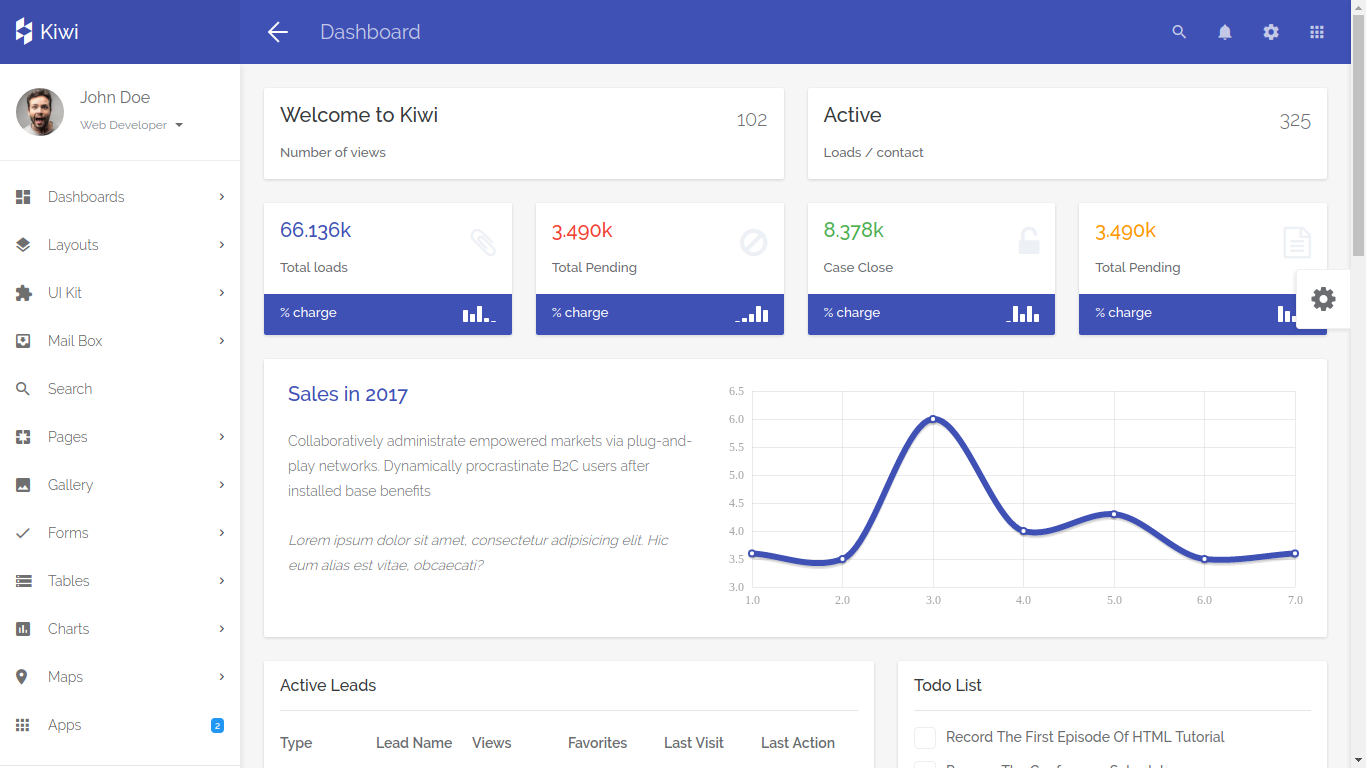 Kiwi
Dashboard
John Doe
Web Developer
Dashboards
Layouts
UI Kit
Mail Box
Search
Pages
Gallery
Forms
Tables
Charts
Maps
Apps
2
Welcome to Kiwi
102
Number of views
Active
325
Loads / contact
66.136k
Total loads
% charge
3.490k
Total Pending
% charge
8.378k
Case Close
% charge
3.490k
Total Pending
% charge
Sales in 2017
Collaboratively administrate empowered markets via plug-and-
play networks. Dynamically procrastinate B2C users after
installed base benefits
Lorem ipsum dolor sit amet, consectetur adipisicing elit. Hic
eum alias est vitae, obcaecati?
6.5
6.0
5.5
5.0
4.5
4.0
3.5
3.0
1.0 2.0 3.0 4.0 5.0 6.0 7.0
Active Leads
Type Lead Name Views Favorites Last Visit Last Action
Todo List
Record The First Episode Of HTML Tutorial